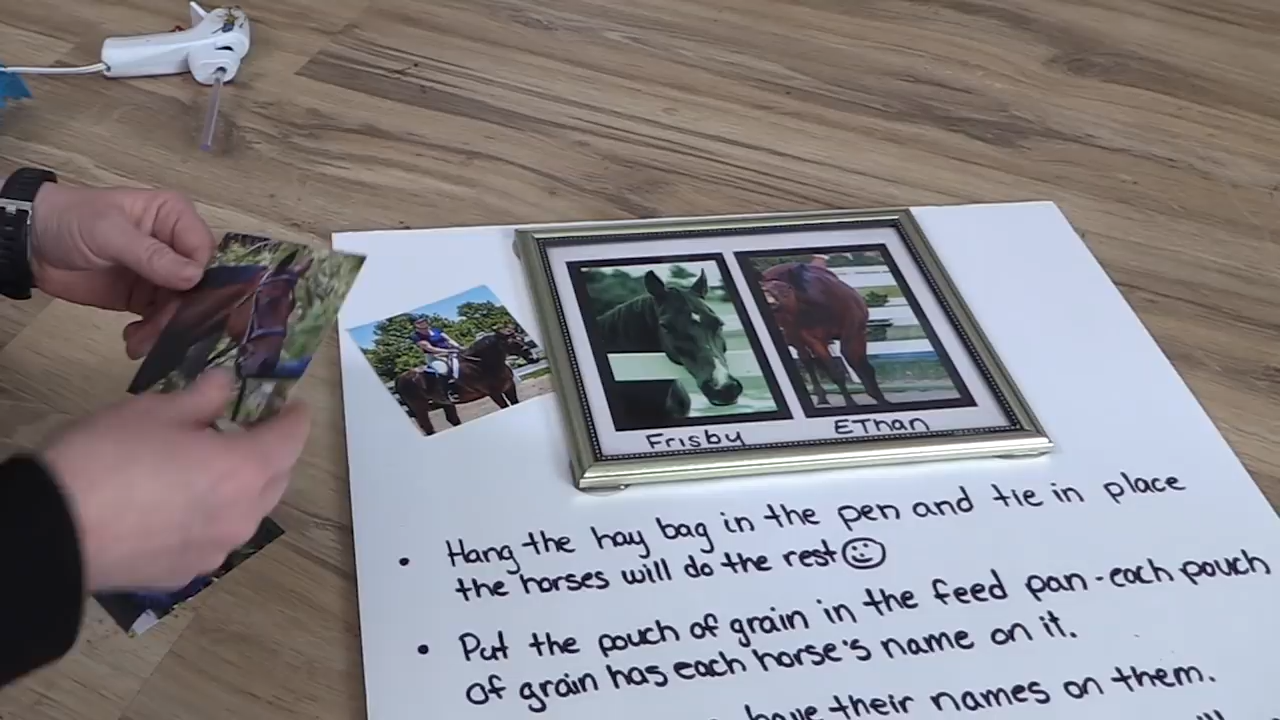 Frisby
EThan
• Hang the hay bag in the pen and tie in place
the horses will do the rest
• Put the pouch of grain in the feed pan - each pouch
of grain has each horse's name on it.
have their names on them.